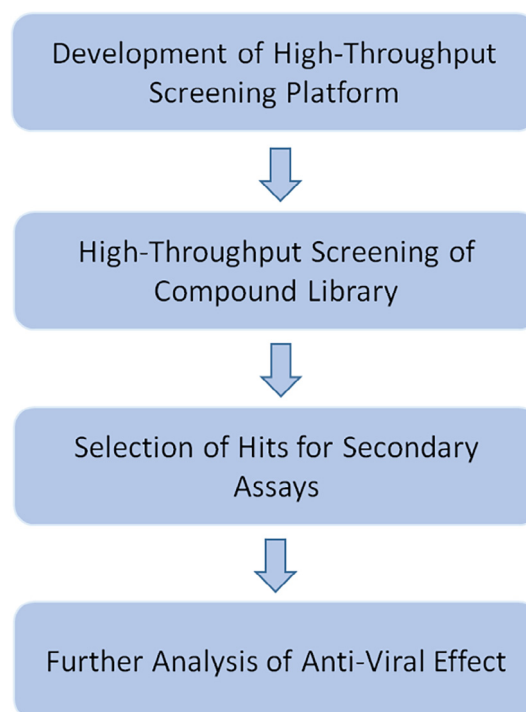 Development of High-Throughput
Screening Platform
High-Throughput Screening of
Compound Library
Selection of Hits for Secondary
Assays
Further Analysis of Anti-Viral Effect